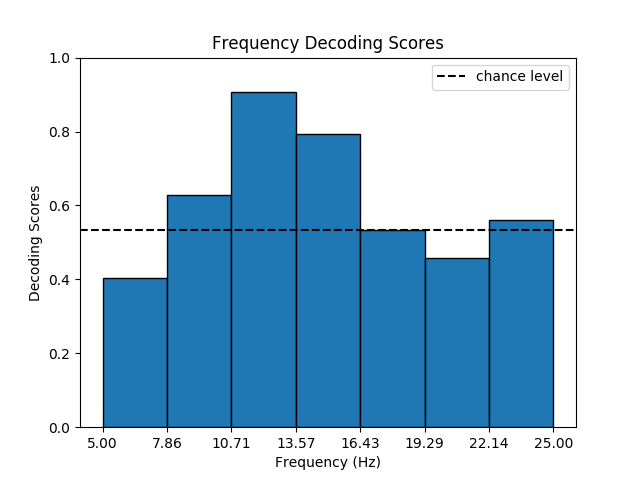 Frequency Decoding Scores
chance level
1.0
0.8
0.6
0.4
0.2
0.0
Decoding Scores
5.00 7.86 10.71 13.57 16.43 19.29 22.14 25.00
Frequency (Hz)